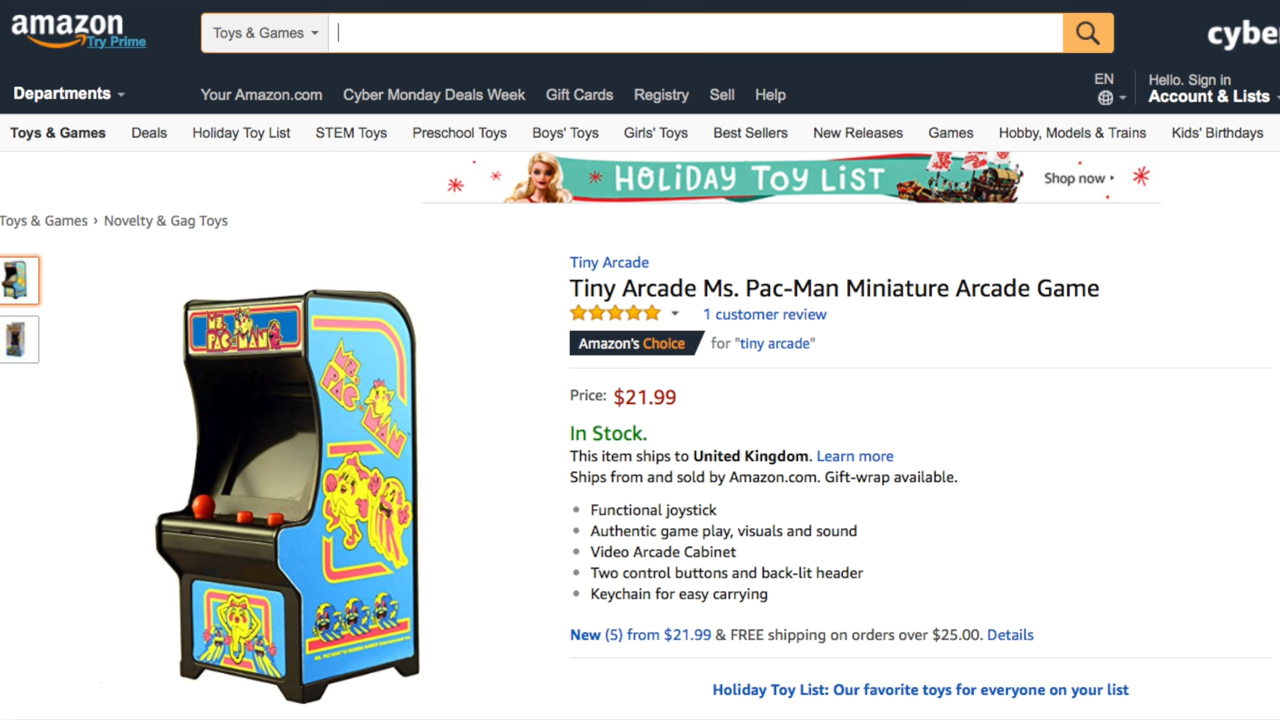 amazon
Try Prime
Toys & Games
cybe
Departments
Your Amazon.com
Cyber Monday Deals Week
Gift Cards
Registry
Sell
Help
EN
Hello. Sign in
Account & Lists
Toys & Games
Deals
Holiday Toy List
STEM Toys
Preschool Toys
Boys' Toys
Girls' Toys
Best Sellers
New Releases
Games
Hobby, Models & Trains
Kids' Birthdays
HOLiDAY TOY LiST
Shop now
Toys & Games › Novelty & Gag Toys
MS. PAC-MAN
MS.
PAC-
MAN
Tiny Arcade
Tiny Arcade Ms. Pac-Man Miniature Arcade Game
1 customer review
Amazon's Choice for "tiny arcade"
Price: $21.99
In Stock.
This item ships to United Kingdom. Learn more
Ships from and sold by Amazon.com. Gift-wrap available.
Functional joystick
Authentic game play, visuals and sound
Video Arcade Cabinet
Two control buttons and back-lit header
Keychain for easy carrying
New (5) from $21.99 & FREE shipping on orders over $25.00. Details
Holiday Toy List: Our favorite toys for everyone on your list